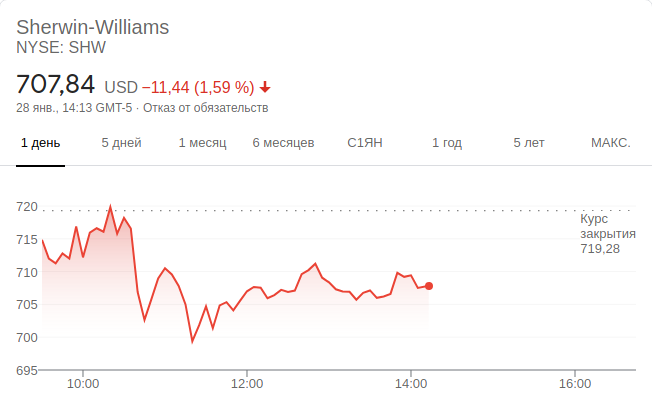 Sherwin-Williams
NYSE: SHW
707,84 USD −11,44 (1,59 %)
28 янв., 14:13 GMT-5 · Отказ от обязательств
1 день 5 дней 1 месяц 6 месяцев С1ЯН 1 год 5 лет МАКС.
720
Курс
закрытия
719,28
715
710
705
700
695
10:00 12:00 14:00 16:00